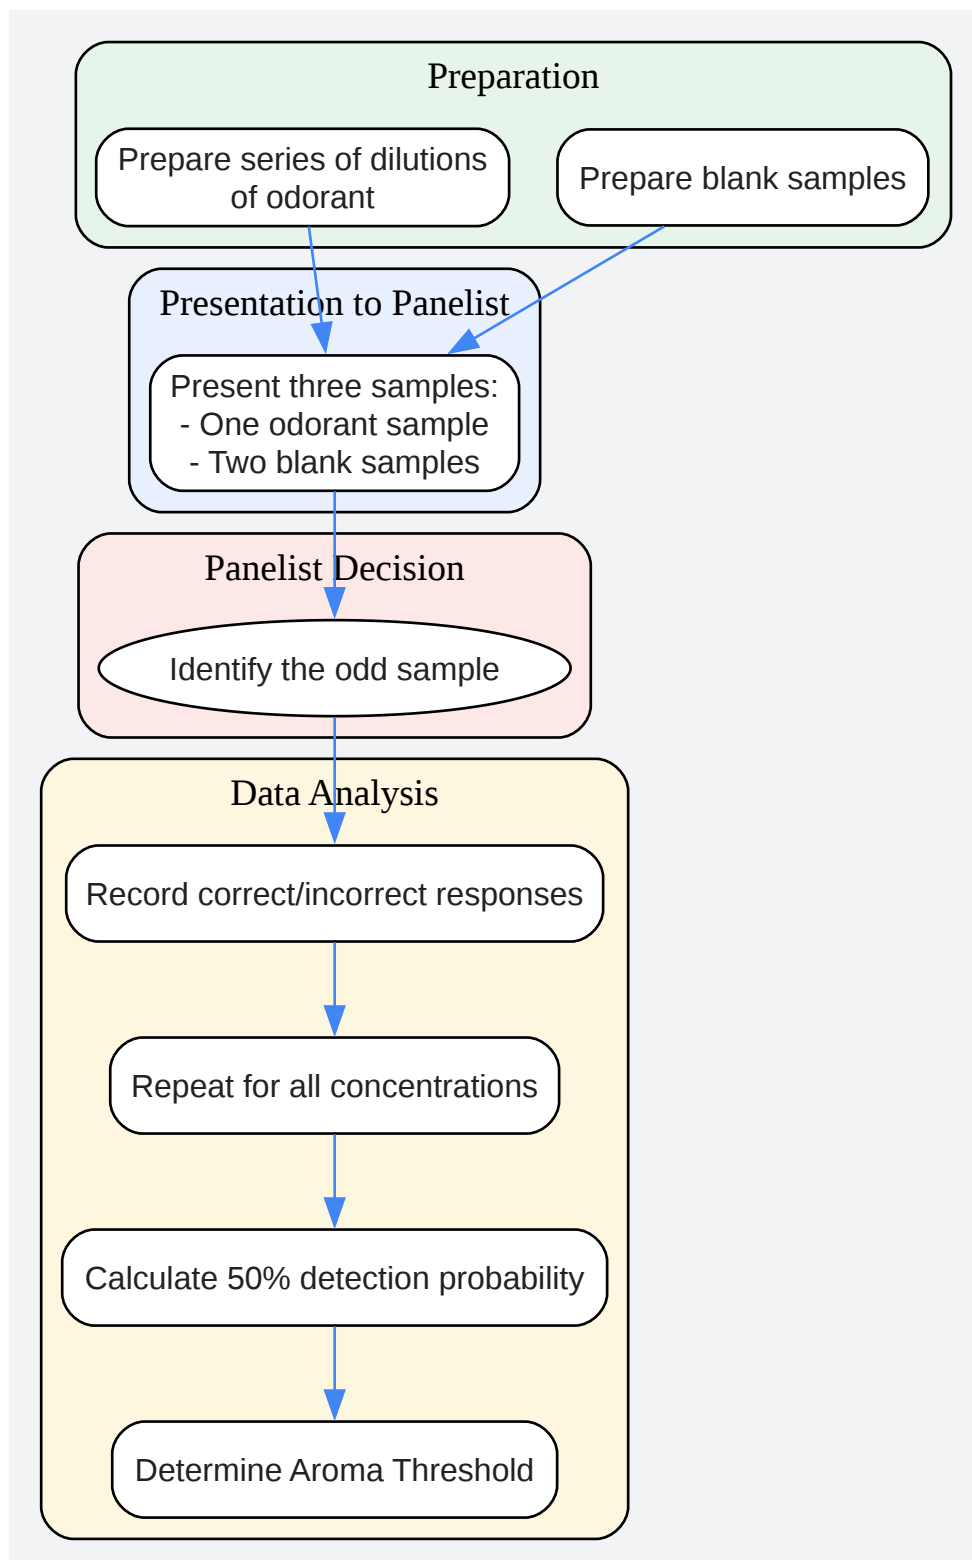 Preparation
Prepare series of dilutions
of odorant
Prepare blank samples
Presentation to Panelist
Present three samples:
- One odorant sample
- Two blank samples
Panelist Decision
Identify the odd sample
Data Analysis
Record correct/incorrect responses
Repeat for all concentrations
Calculate 50% detection probability
Determine Aroma Threshold